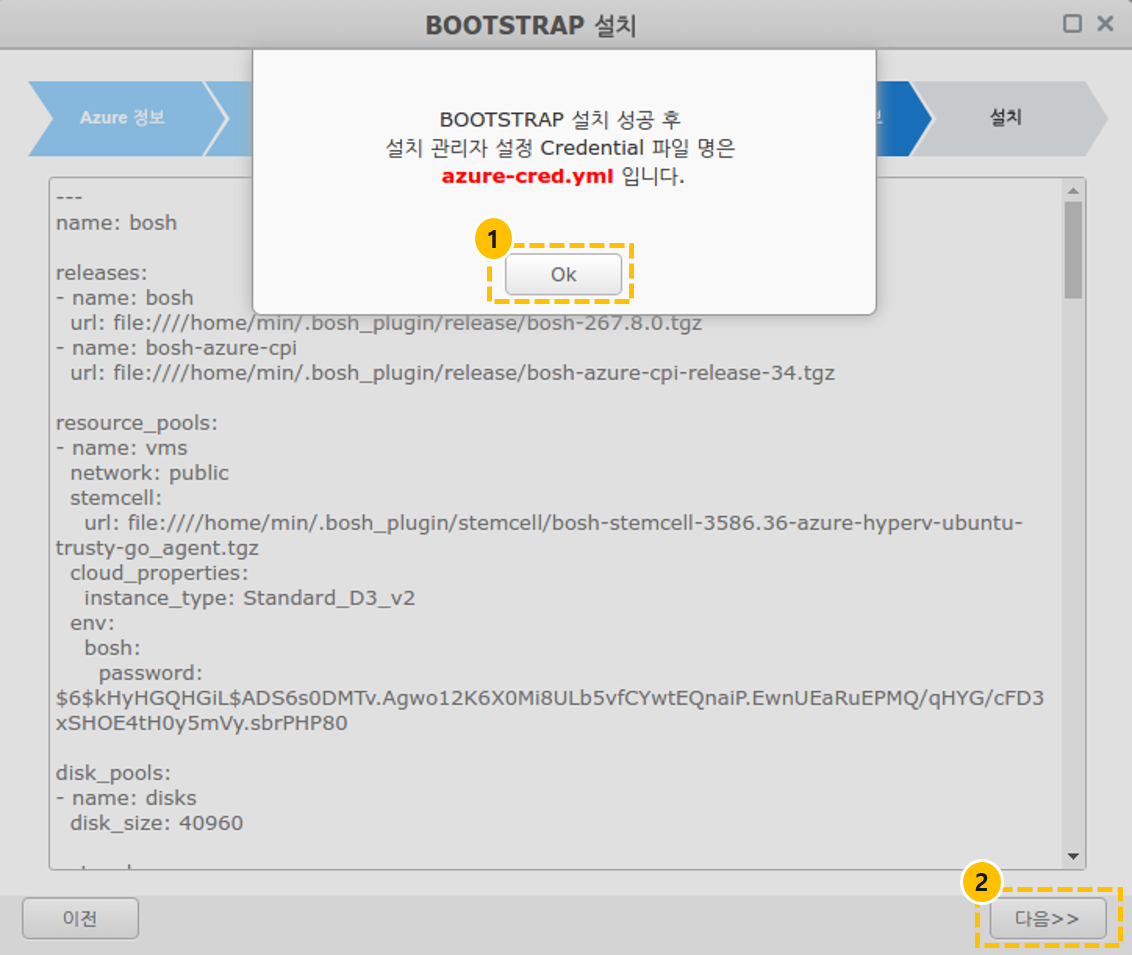 BOOTSTRAP 설치
Azure 정보
설치
BOOTSTRAP 설치 성공 후
설치 관리자 설정 Credential 파일 명은
azure-cred.yml 입니다.
1
Ok
---
name: bosh
releases:
- name: bosh
url: file:////home/min/.bosh_plugin/release/bosh-267.8.0.tgz
- name: bosh-azure-cpi
url: file:////home/min/.bosh_plugin/release/bosh-azure-cpi-release-34.tgz
resource_pools:
- name: vms
network: public
stemcell:
url: file:////home/min/.bosh_plugin/stemcell/bosh-stemcell-3586.36-azure-hyperv-ubuntu-
trusty-go_agent.tgz
cloud_properties:
instance_type: Standard_D3_v2
env:
bosh:
password:
$6$kHyHGQHGiL$ADS6s0DMTv.Agwo12K6X0Mi8ULb5vfCYwtEQnaiP.EwnUEaRuEPMQ/qHYG/cFD3
xSHOE4tH0y5mVy.sbrPHP80
disk_pools:
- name: disks
disk_size: 40960
2
이전
다음>>